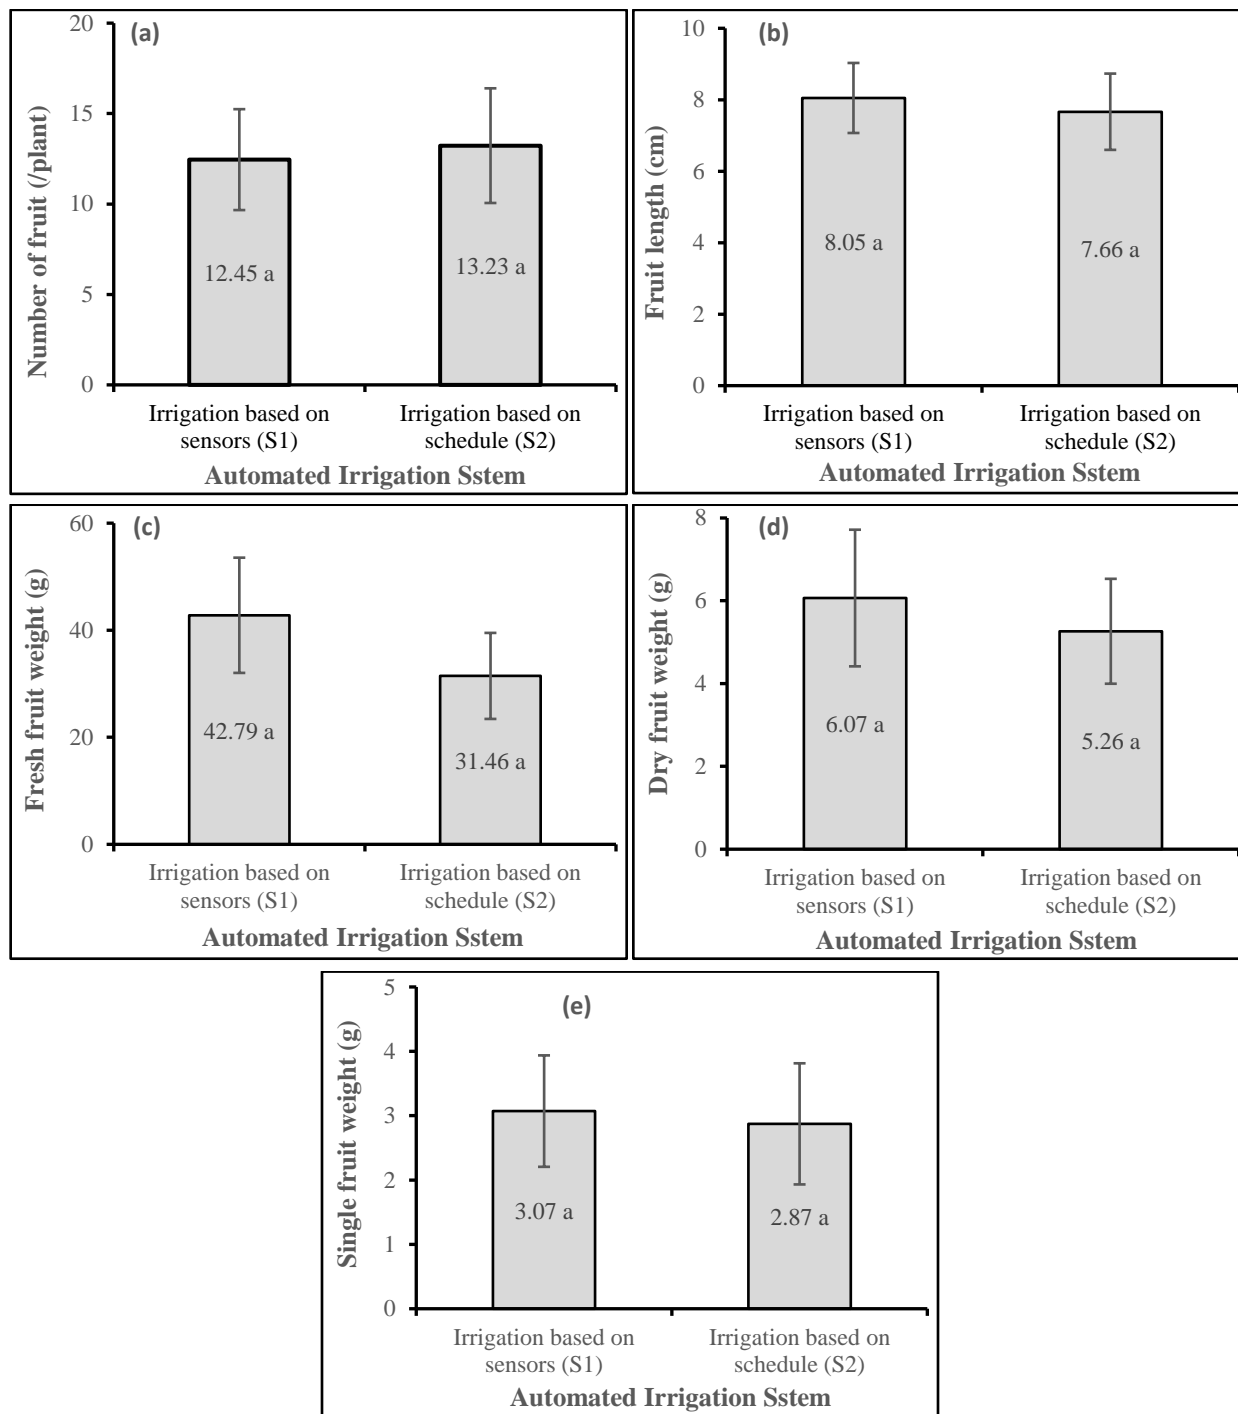 (a)
Number of fruit (/plant)
20
15
10
5
0
12.45 a
13.23 a
Irrigation based on
sensors (S1)
Irrigation based on
schedule (S2)
Automated Irrigation Sstem
(b)
Fruit length (cm)
10
8
6
4
2
0
8.05 a
7.66 a
Irrigation based on
sensors (S1)
Irrigation based on
schedule (S2)
Automated Irrigation Sstem
(c)
Fresh fruit weight (g)
60
40
20
0
42.79 a
31.46 a
Irrigation based on
sensors (S1)
Irrigation based on
schedule (S2)
Automated Irrigation Sstem
(d)
Dry fruit weight (g)
8
6
4
2
0
6.07 a
5.26 a
Irrigation based on
sensors (S1)
Irrigation based on
schedule (S2)
Automated Irrigation Sstem
(e)
Single fruit weight (g)
5
4
3
2
1
0
3.07 a
2.87 a
Irrigation based on
sensors (S1)
Irrigation based on
schedule (S2)
Automated Irrigation Sstem